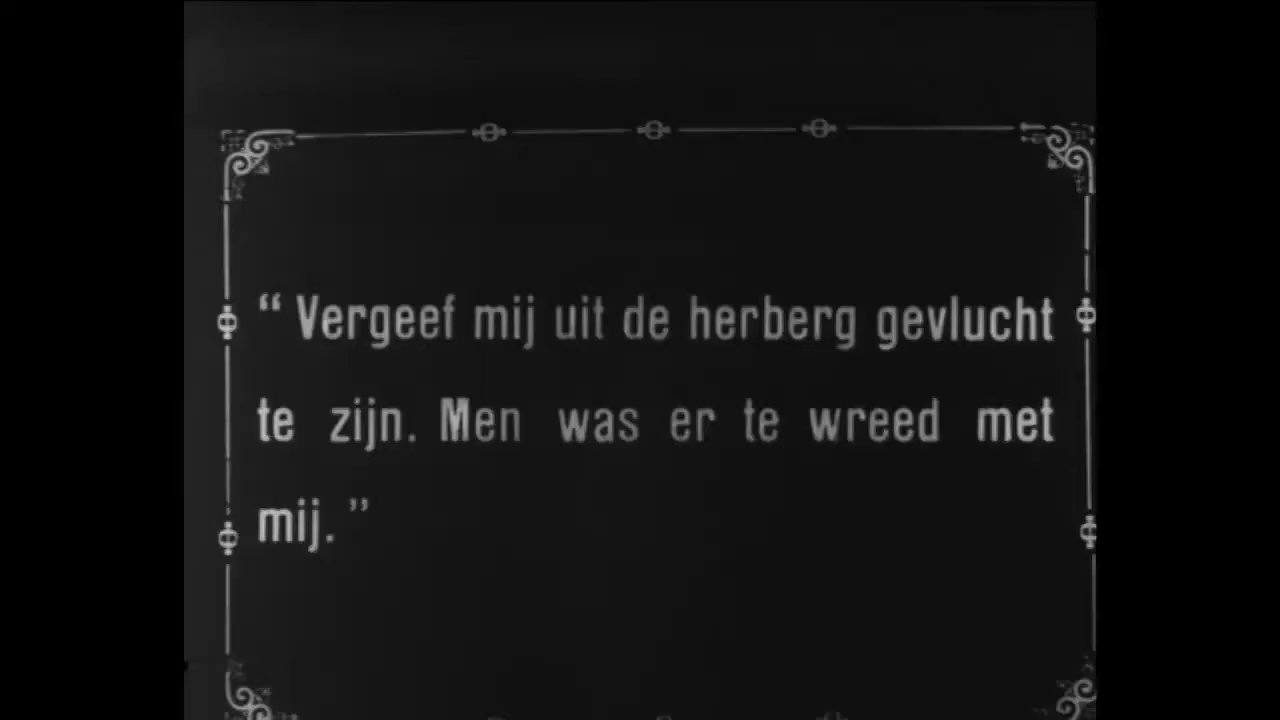 “ Vergeef mij uit de herberg gevlucht
te zijn. Men was er te wreed met
mij. ”